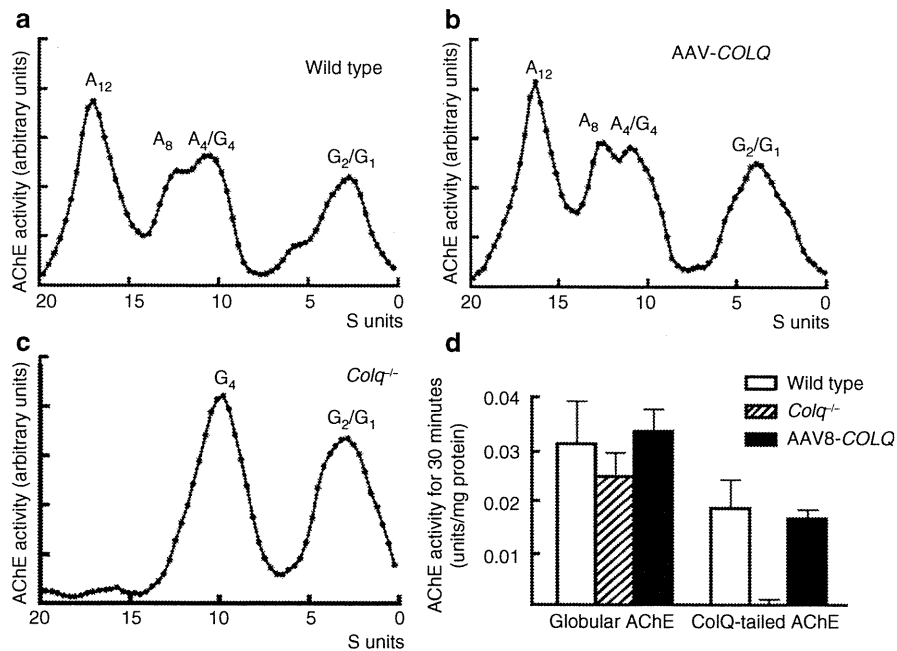 a
Wild type
AChE activity (arbitrary units)
A12
A8 A4/G4
G2/G1
20 15 10 5 0
S units
b
AAV-COLQ
AChE activity (arbitrary units)
A12
A8 A4/G4
G2/G1
20 15 10 5 0
S units
c
Colq–/–
AChE activity (arbitrary units)
G4
G2/G1
20 15 10 5 0
S units
d
Wild type
Colq–/–
AAV8-COLQ
AChE activity for 30 minutes
(units/mg protein)
0.04
0.03
0.02
0.01
Globular AChE ColQ-tailed AChE